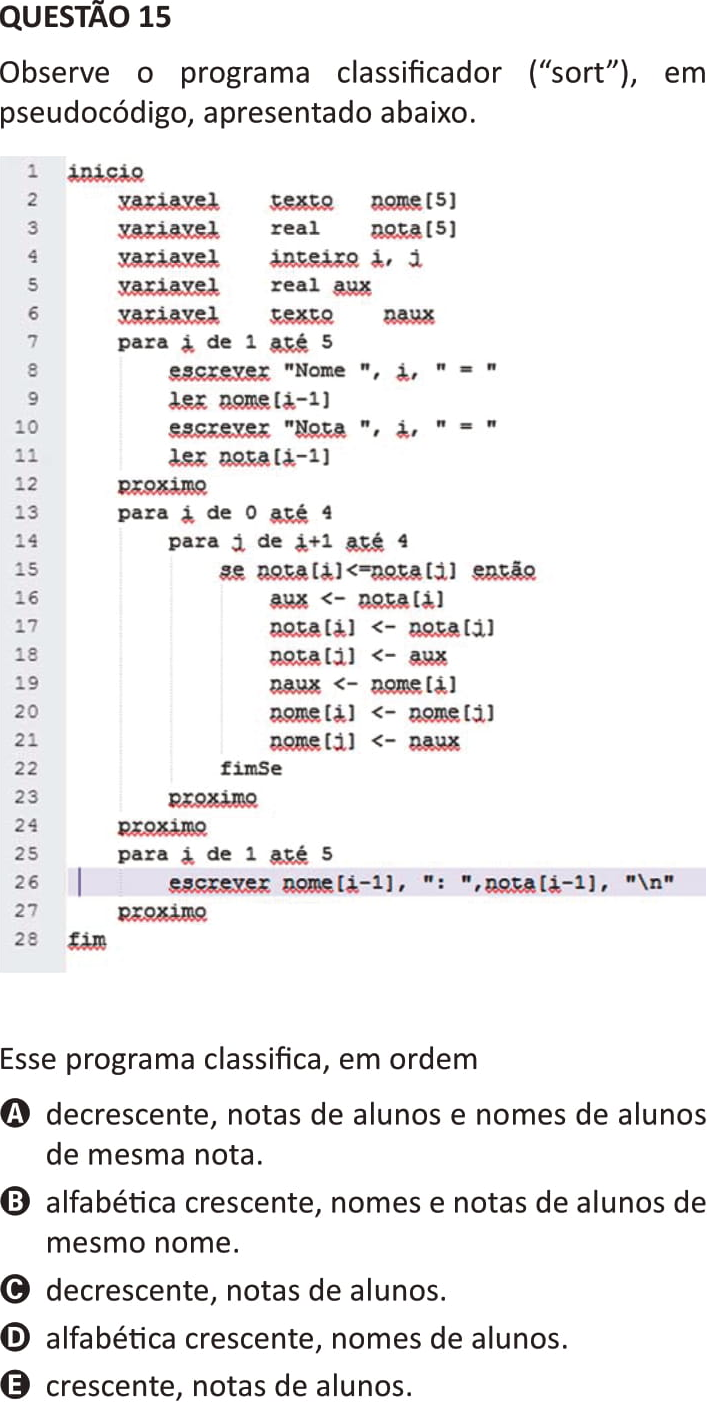 QUESTÃO 15
Observe o programa classificador (“sort”), em
pseudocódigo, apresentado abaixo.
1 inicio
2 variavel texto nome[5]
3 variavel real nota[5]
4 variavel inteiro i, j
5 variavel real aux
6 variavel texto naux
7 para i de 1 até 5
8 escrever "Nome ", i, " = "
9 ler nome[i-1]
10 escrever "Nota ", i, " = "
11 ler nota[i-1]
12 proximo
13 para i de 0 até 4
14 para j de i+1 até 4
15 se nota[i]<=nota[j] então
16 aux <- nota[i]
17 nota[i] <- nota[j]
18 nota[j] <- aux
19 naux <- nome[i]
20 nome[i] <- nome[j]
21 nome[j] <- naux
22 fimSe
23 proximo
24 proximo
25 para i de 1 até 5
26 escrever nome[i-1], ": ",nota[i-1], "\n"
27 proximo
28 fim
Esse programa classifica, em ordem
A decrescente, notas de alunos e nomes de alunos
de mesma nota.
B alfabética crescente, nomes e notas de alunos de
mesmo nome.
C decrescente, notas de alunos.
D alfabética crescente, nomes de alunos.
E crescente, notas de alunos.